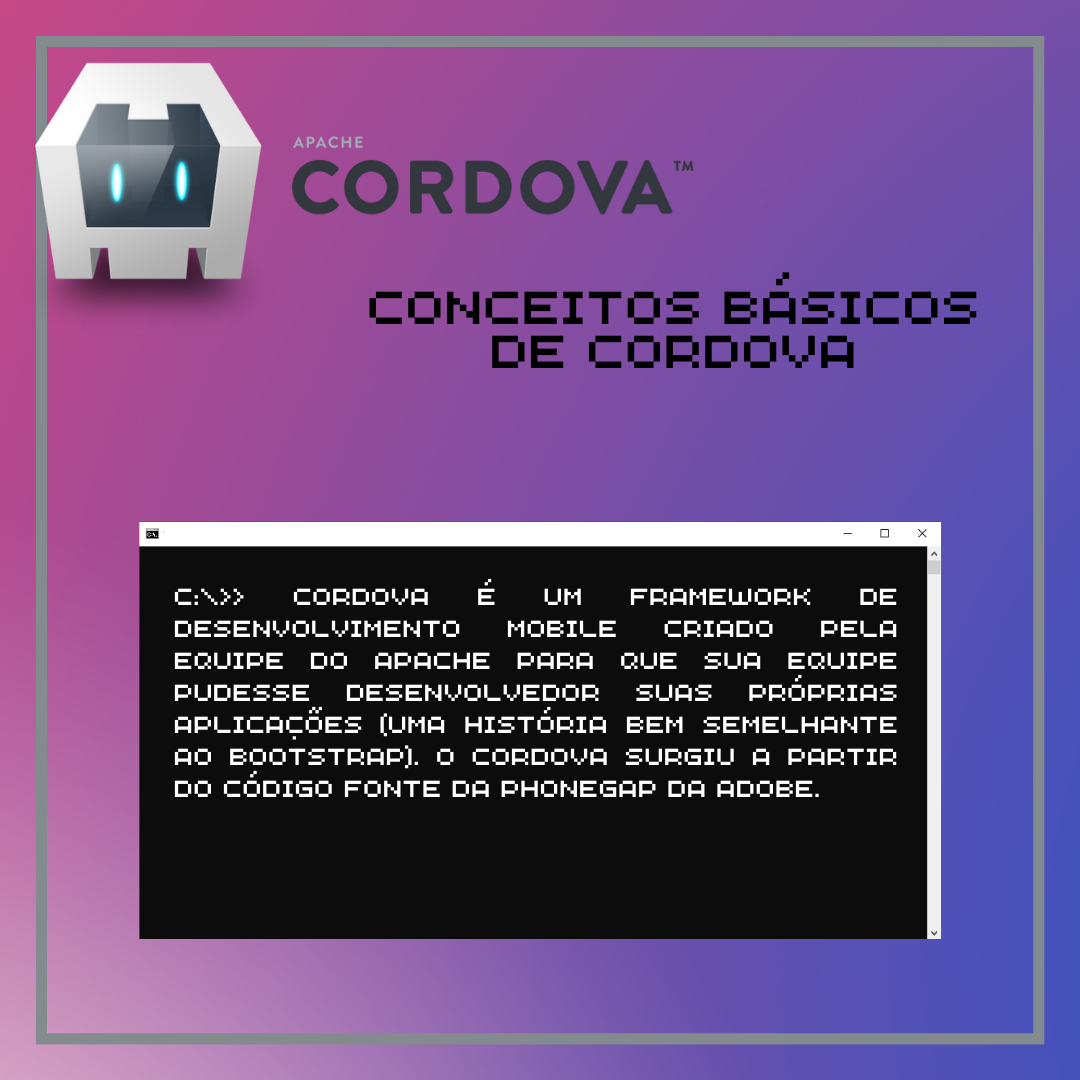 APACHE
CORDOVA™
CONCEITOS BÁSICOS
DE CORDOVA
C:\.
C:\>> CORDOVA É UM FRAMEWORK DE
DESENVOLVIMENTO MOBILE CRIADO PELA
EQUIPE DO APACHE PARA QUE SUA EQUIPE
PUDESSE DESENVOLVEDOR SUAS PRÓPRIAS
APLICAÇÕES (UMA HISTÓRIA BEM SEMELHANTE
AO BOOTSTRAP). O CORDOVA SURGIU A PARTIR
DO CÓDIGO FONTE DA PHONEGAP DA ADOBE.